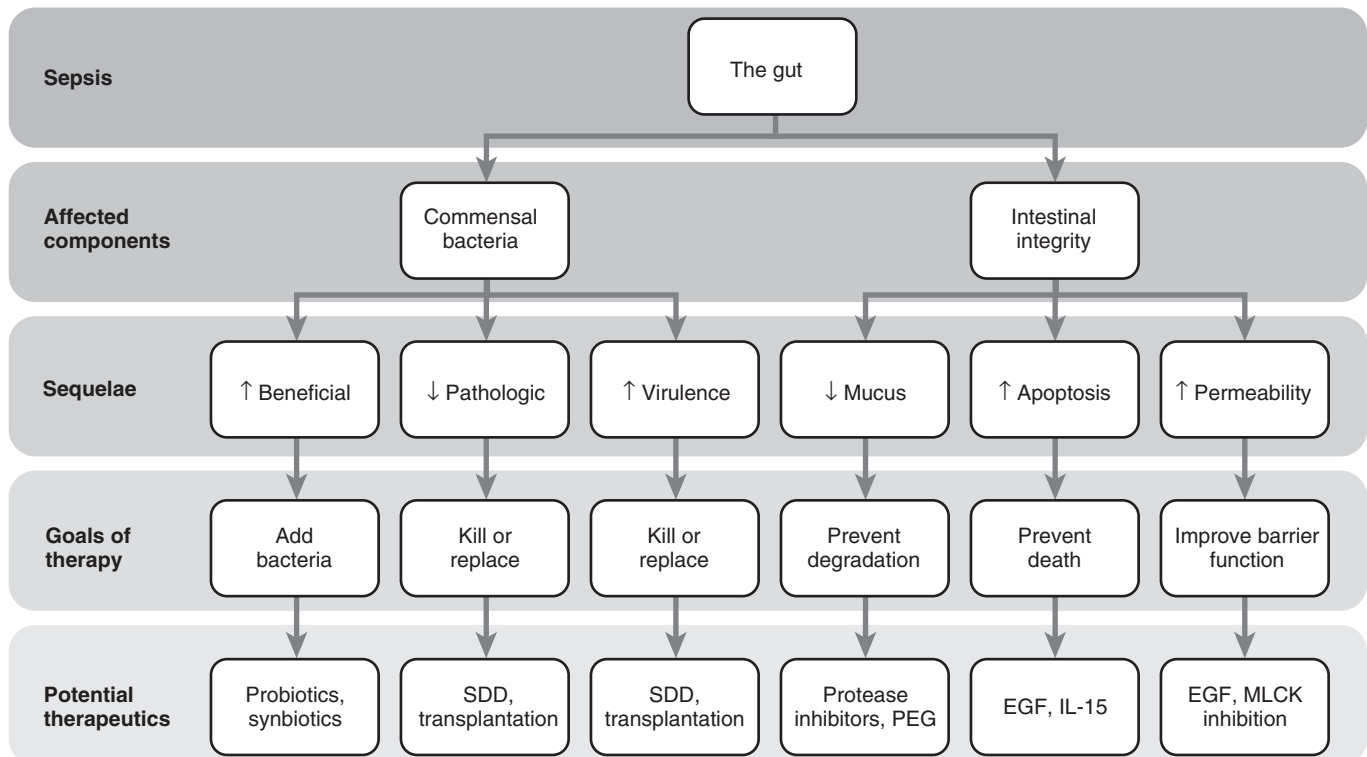 Sepsis
The gut
Affected
components
Commensal
bacteria
Intestinal
integrity
Sequelae
↑ Beneficial
↓ Pathologic
↑ Virulence
↓ Mucus
↑ Apoptosis
↑ Permeability
Goals of
therapy
Add
bacteria
Kill or
replace
Kill or
replace
Prevent
degradation
Prevent
death
Improve barrier
function
Potential
therapeutics
Probiotics,
synbiotics
SDD,
transplantation
SDD,
transplantation
Protease
inhibitors, PEG
EGF, IL-15
EGF, MLCK
inhibition